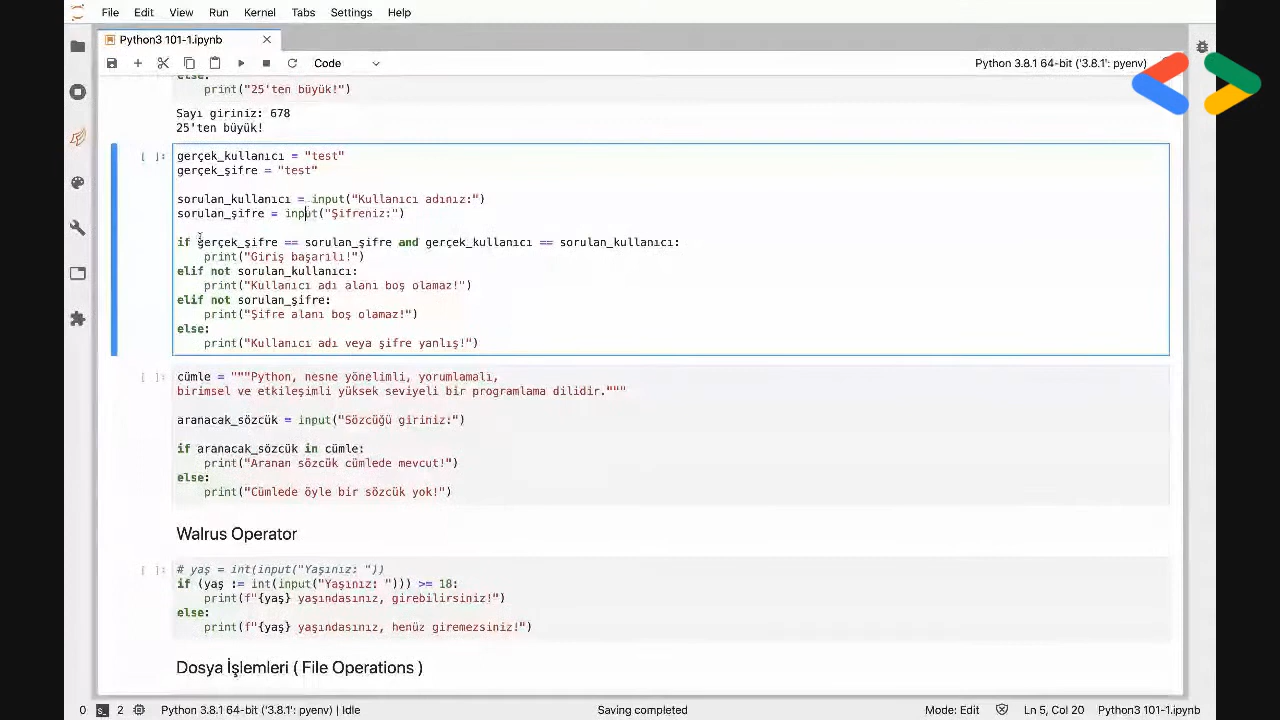 File Edit View Run Kernel Tabs Settings Help
Python3 101-1.ipynb
Code
Python 3.8.1 64-bit ('3.8.1': pyenv)
else:
print("25'ten büyük!")
Sayı giriniz: 678
25'ten büyük!
[ ]: gerçek_kullanıcı = "test"
gerçek_şifre = "test"
sorulan_kullanıcı = input("Kullanıcı adınız:")
sorulan_şifre = input("Şifreniz:")
if gerçek_şifre == sorulan_şifre and gerçek_kullanıcı == sorulan_kullanıcı:
print("Giriş başarılı!")
elif not sorulan_kullanıcı:
print("Kullanıcı adı alanı boş olamaz!")
elif not sorulan_şifre:
print("Şifre alanı boş olamaz!")
else:
print("Kullanıcı adı veya şifre yanlış!")
[ ]: cümle = """Python, nesne yönelimli, yorumlamalı,
birimsel ve etkileşimli yüksek seviyeli bir programlama dilidir."""
aranacak_sözcük = input("Sözcüğü giriniz:")
if aranacak_sözcük in cümle:
print("Aranan sözcük cümlede mevcut!")
else:
print("Cümlede öyle bir sözcük yok!")
Walrus Operator
[ ]: # yaş = int(input("Yaşınız: "))
if (yaş := int(input("Yaşınız: "))) >= 18:
print(f"{yaş} yaşındasınız, girebilirsiniz!")
else:
print(f"{yaş} yaşındasınız, henüz giremezsiniz!")
Dosya İşlemleri ( File Operations )
0 2 Python 3.8.1 64-bit ('3.8.1': pyenv) | Idle Saving completed Mode: Edit Ln 5, Col 20 Python3 101-1.ipynb